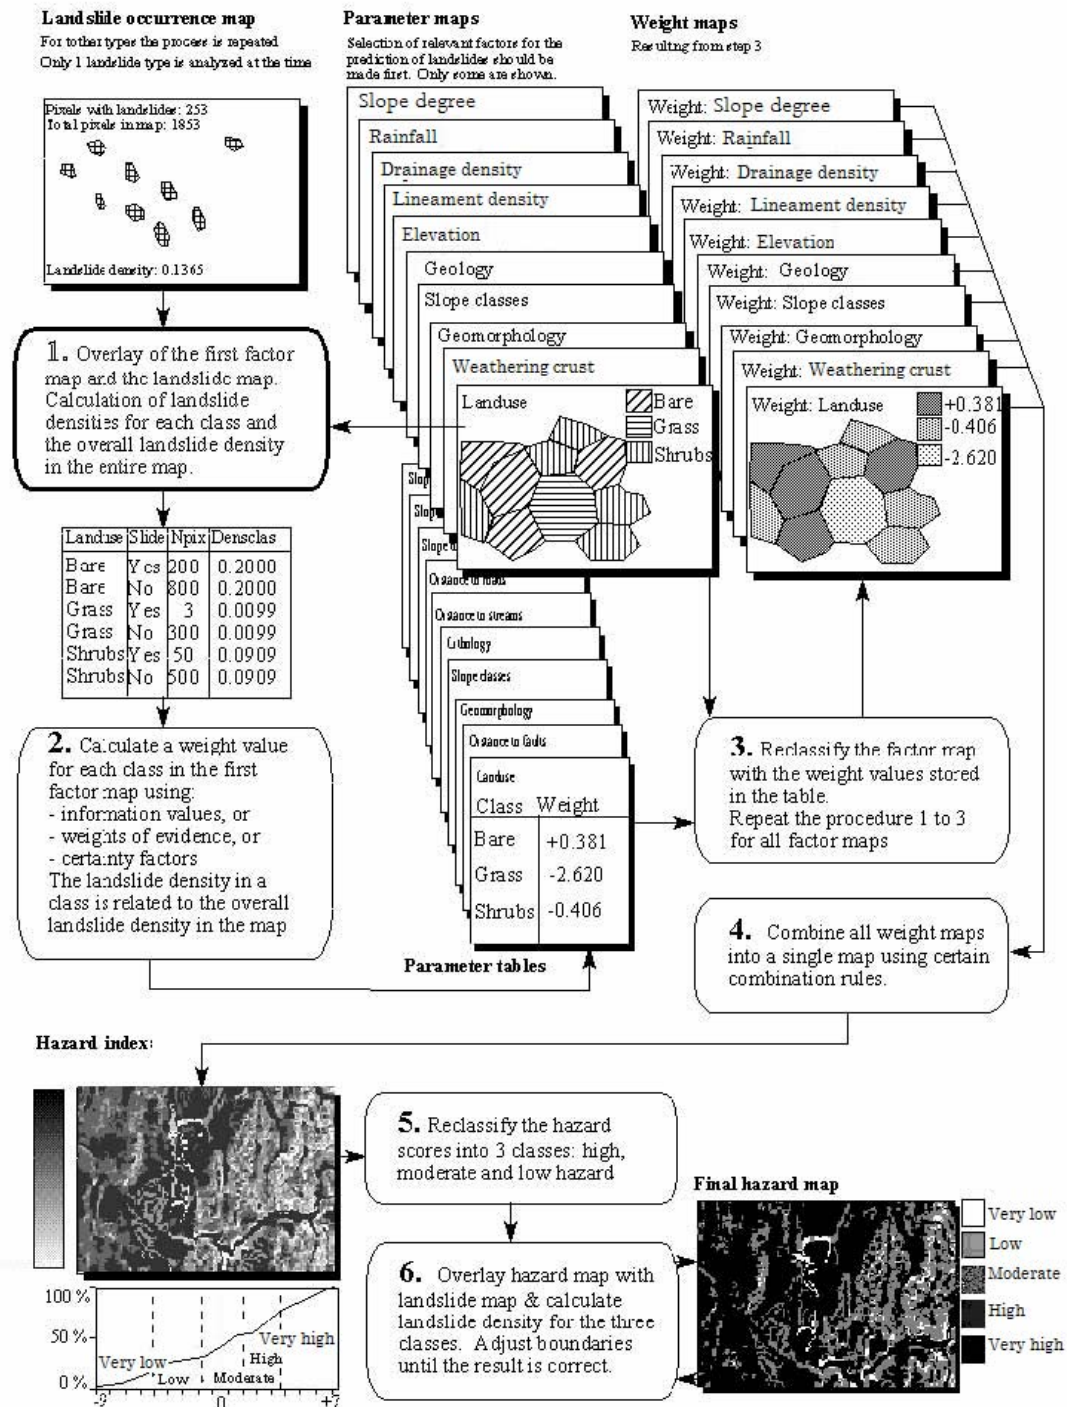 Landslide occurrence map
For tother types the process is repeated
Only 1 landslide type is analyzed at the time
Pixels with landslides: 253
Total pixels in map: 1853
Landslide density: 0.1365
Parameter maps
Selection of relevant factors for the
prediction of landslides should be
made first. Only some are shown.
Slope degree
Rainfall
Drainage density
Lineament density
Elevation
Geology
Slope classes
Geomorphology
Weathering crust
Landuse
Bare
Grass
Shrubs
Weight maps
Resulting from step 3
Weight: Slope degree
Weight: Rainfall
Weight: Drainage density
Weight: Lineament density
Weight: Elevation
Weight: Geology
Weight: Slope classes
Weight: Geomorphology
Weight: Weathering crust
Weight: Landuse
+0.381
-0.406
-2.620
1. Overlay of the first factor
map and the landslide map.
Calculation of landslide
densities for each class and
the overall landslide density
in the entire map.
Landuse Slide Npix Densclas
Bare Yes 200 0.2000
Bare No 800 0.2000
Grass Yes 3 0.0099
Grass No 300 0.0099
Shrubs Yes 50 0.0909
Shrubs No 500 0.0909
2. Calculate a weight value
for each class in the first
factor map using:
- information values, or
- weights of evidence, or
- certainty factors
The landslide density in a
class is related to the overall
landslide density in the map
Slop
Slop
Slope
Distance to roads
Distance to streams
Lithology
Slope classes
Geomorphology
Distance to faults
Landuse
Class Weight
Bare +0.381
Grass -2.620
Shrubs -0.406
Parameter tables
3. Reclassify the factor map
with the weight values stored
in the table.
Repeat the procedure 1 to 3
for all factor maps
4. Combine all weight maps
into a single map using certain
combination rules.
Hazard index:
100 %
50 %
0 %
Very low
Low
Moderate
High
Very high
-9
0
+7
5. Reclassify the hazard
scores into 3 classes: high,
moderate and low hazard
6. Overlay hazard map with
landslide map & calculate
landslide density for the three
classes. Adjust boundaries
until the result is correct.
Final hazard map
Very low
Low
Moderate
High
Very high